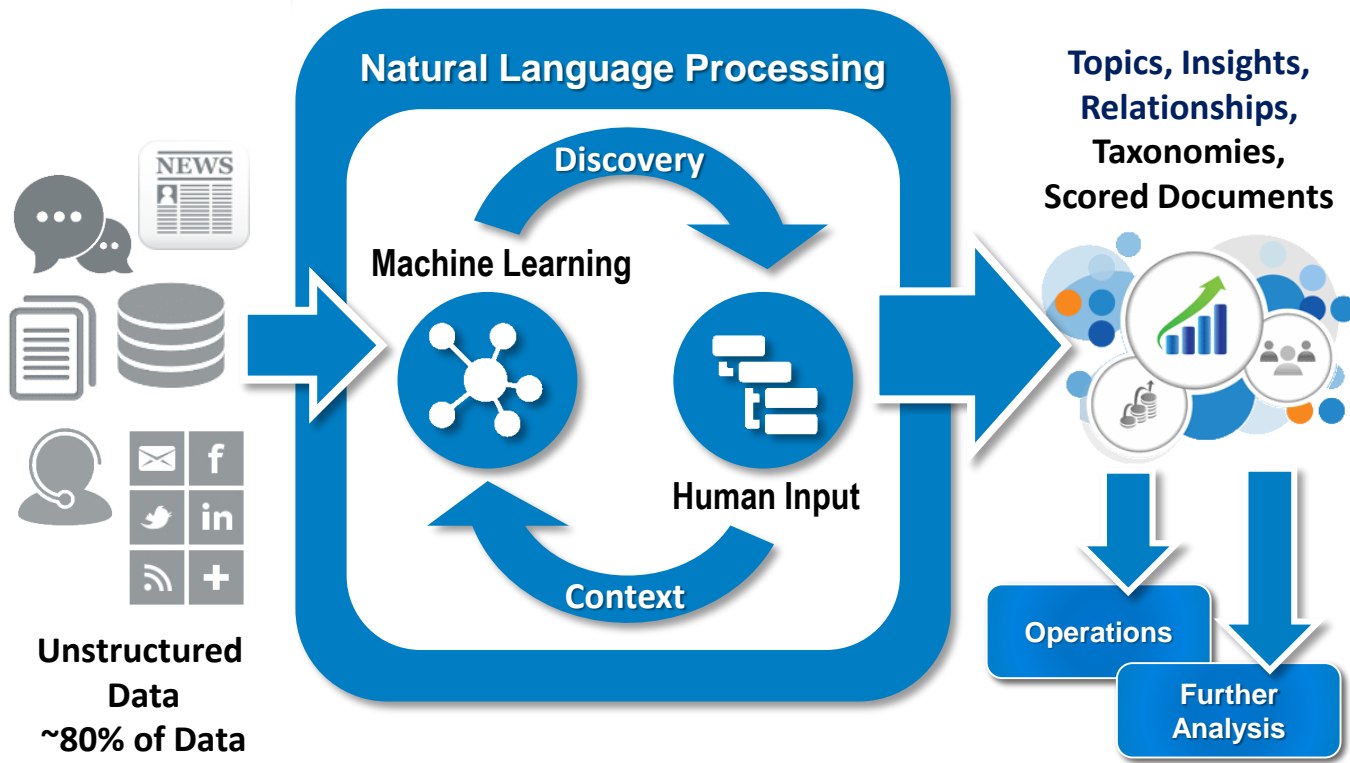 Natural Language Processing
Topics, Insights,
Relationships,
Taxonomies,
Scored Documents
NEWS
Discovery
Machine Learning
f
in
Human Input
Context
Unstructured
Data
~80% of Data
Operations
Further
Analysis